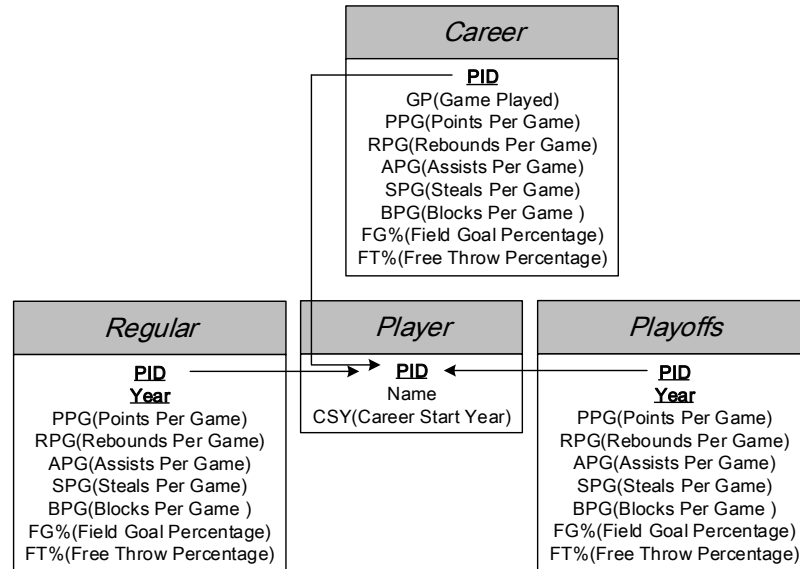 Career
PID
GP(Game Played)
PPG(Points Per Game)
RPG(Rebounds Per Game)
APG(Assists Per Game)
SPG(Steals Per Game)
BPG(Blocks Per Game )
FG%(Field Goal Percentage)
FT%(Free Throw Percentage)
Regular
PID
Year
PPG(Points Per Game)
RPG(Rebounds Per Game)
APG(Assists Per Game)
SPG(Steals Per Game)
BPG(Blocks Per Game )
FG%(Field Goal Percentage)
FT%(Free Throw Percentage)
Player
PID
Name
CSY(Career Start Year)
Playoffs
PID
Year
PPG(Points Per Game)
RPG(Rebounds Per Game)
APG(Assists Per Game)
SPG(Steals Per Game)
BPG(Blocks Per Game )
FG%(Field Goal Percentage)
FT%(Free Throw Percentage)